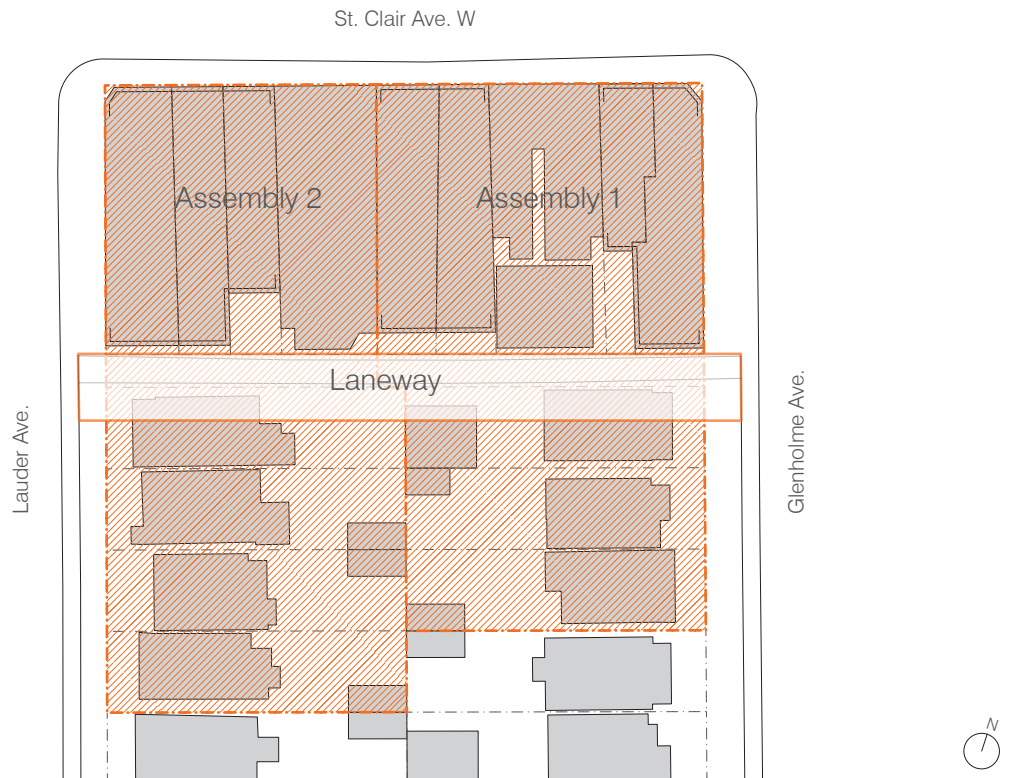 St. Clair Ave. W
Assembly 2
Assembly 1
Laneway
Lauder Ave.
Glenholme Ave.
N